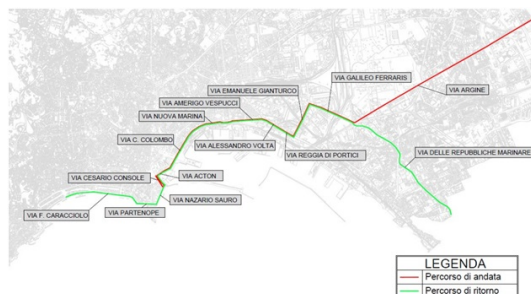 VIA GALILEO FERRARIS
VIA EMANUELE GIANTURCO
VIA ARGINE
VIA AMERIGO VESPUCCI
VIA NUOVA MARINA
VIA C. COLOMBO
VIA ALESSANDRO VOLTA
VIA REGGIA DI PORTICI
VIA DELLE REPUBBLICHE MARINARE
VIA CESARIO CONSOLE
VIA ACTON
VIA NAZARIO SAURO
VIA PARTENOPE
VIA F. CARACCIOLO
LEGENDA
Percorso di andata
Percorso di ritorno